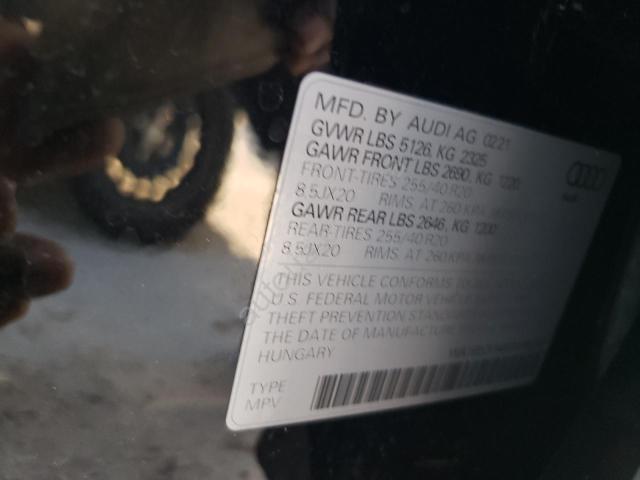 MFD. BY AUDI AG 02/21
GVWR LBS 5126, KG 2325
GAWR FRONT LBS 2690, KG 1220
FRONT-TIRES 255/40 R20
8.5JX20 RIMS AT 260 KPA
GAWR REAR LBS 2646, KG 1200
REAR-TIRES 255/40 R20
8.5JX20 RIMS AT 260 KPA
THIS VEHICLE CONFORMS TO
U.S. FEDERAL MOTOR VEHICLE
THEFT PREVENTION STANDARDS
THE DATE OF MANUFACTURE
HUNGARY
TYPE
MPV